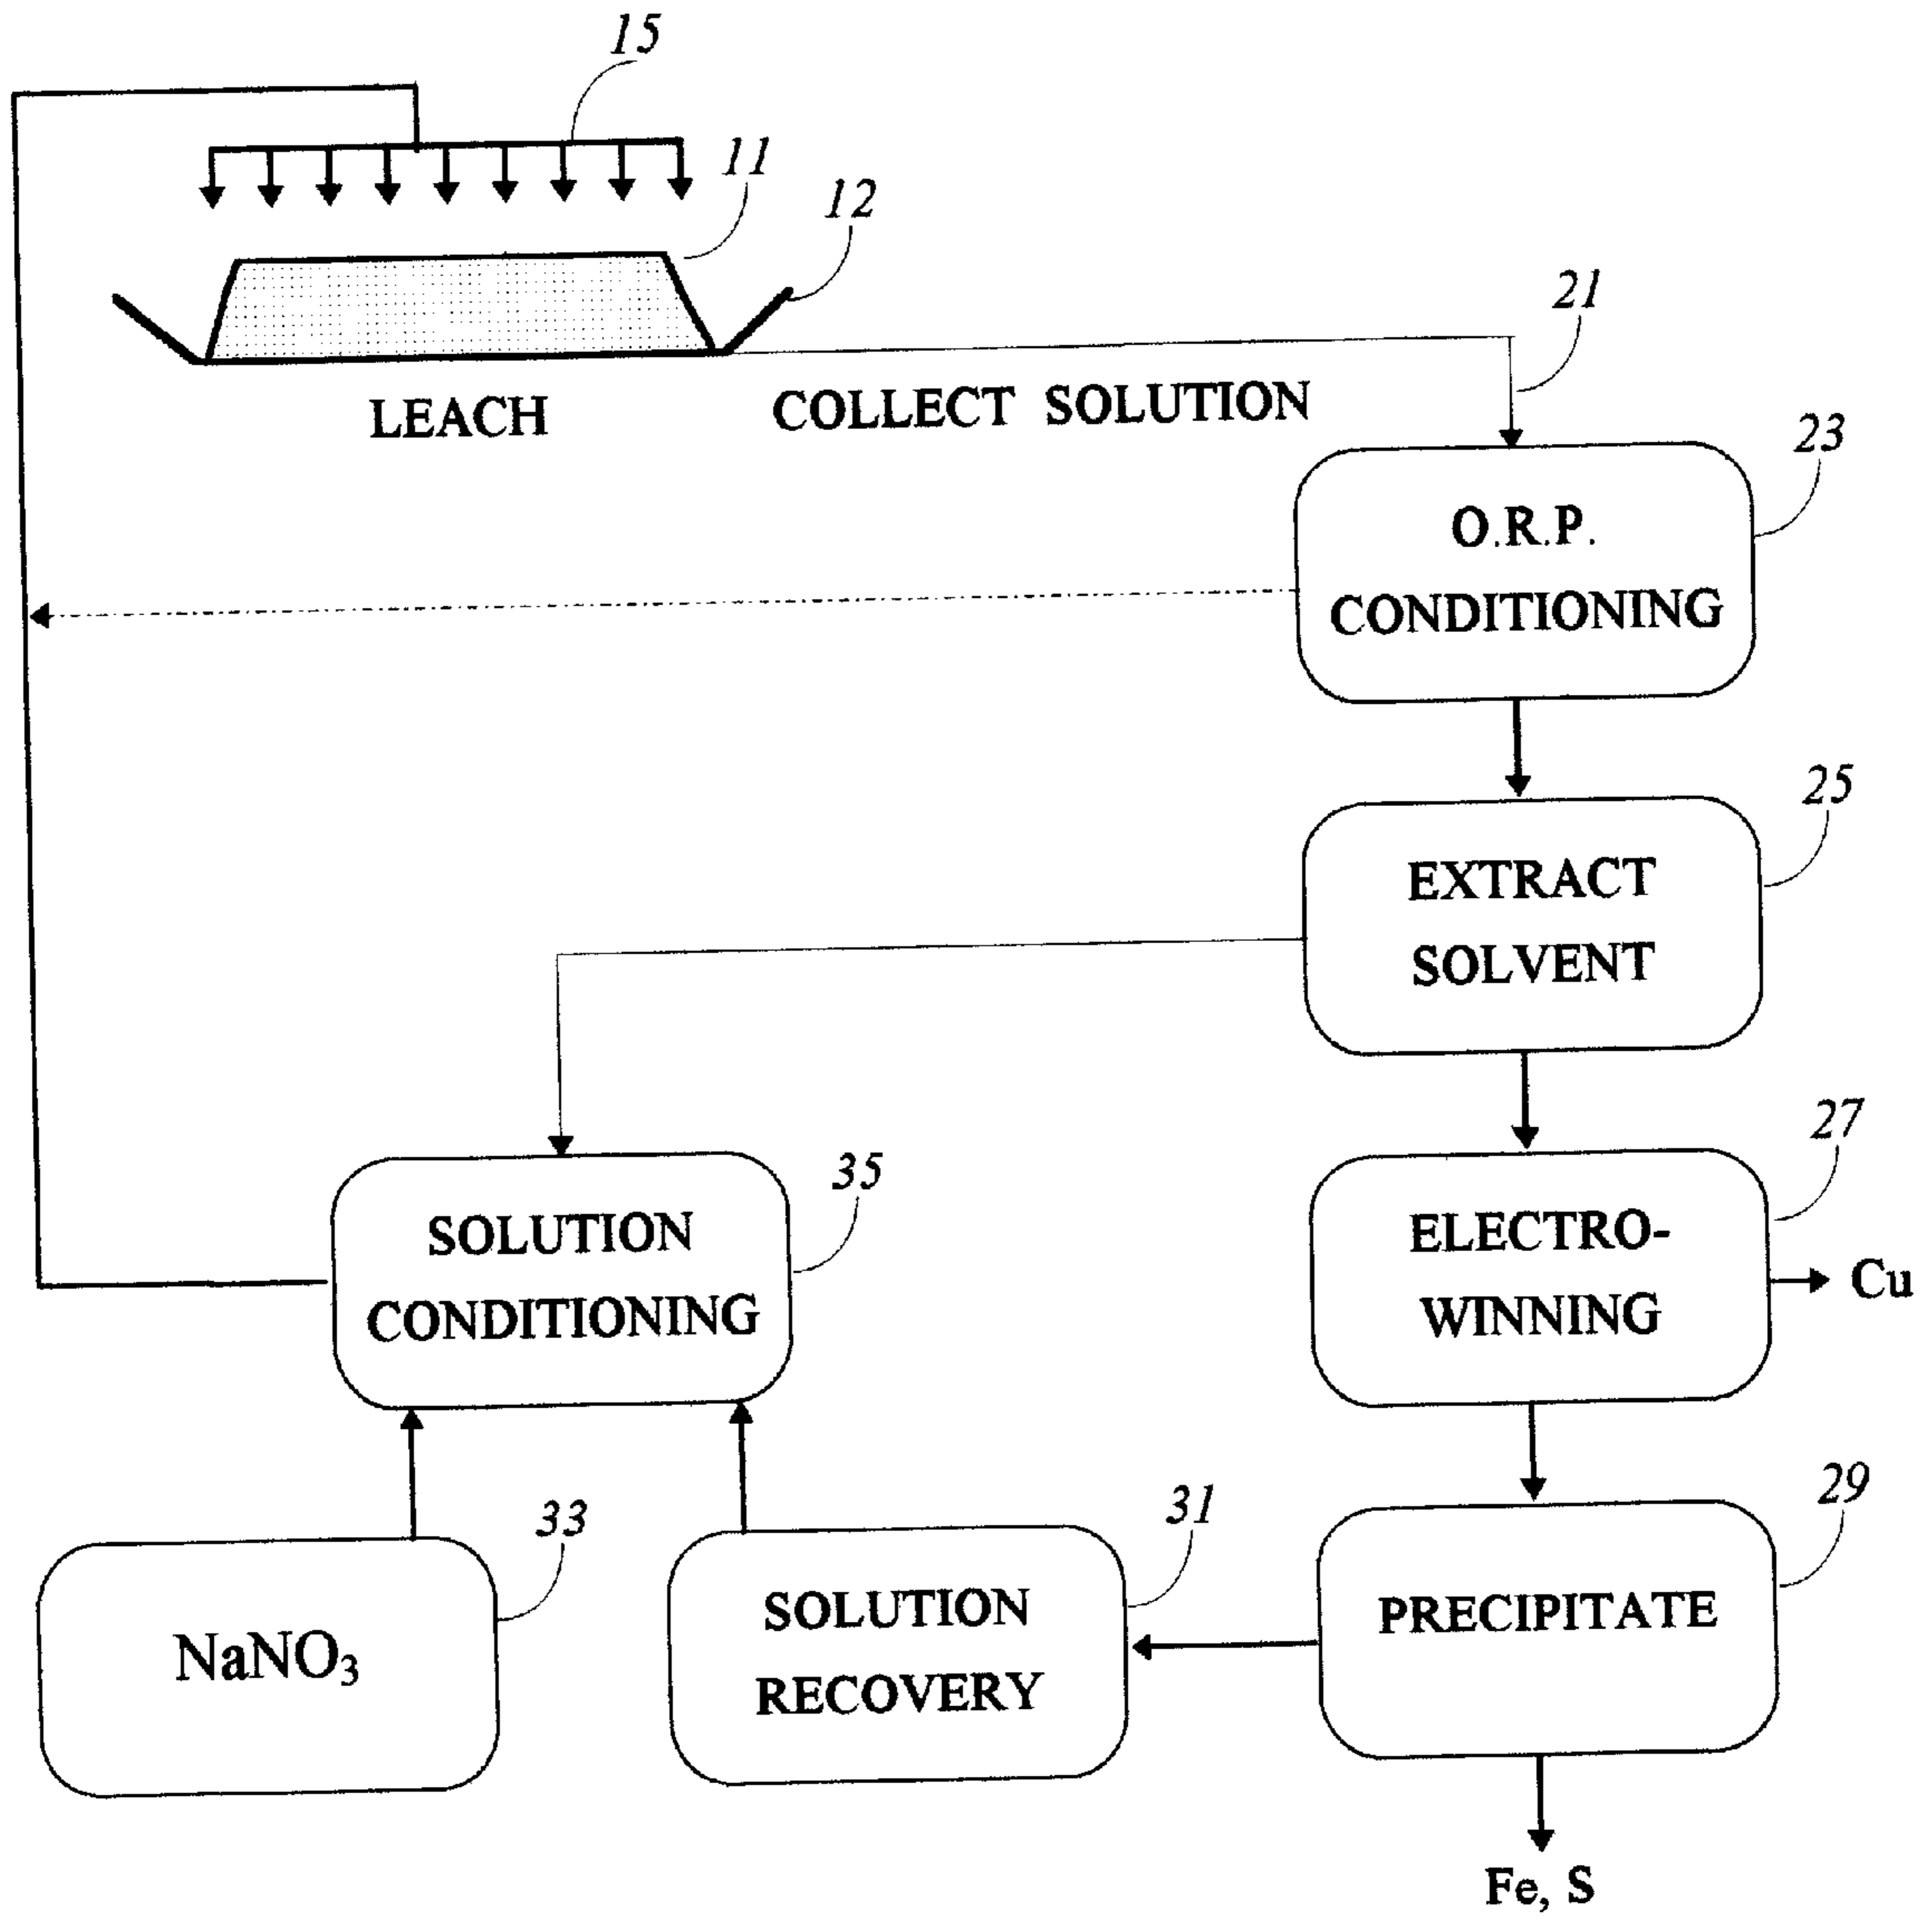 15
11
12
21
LEACH
COLLECT SOLUTION
23
O.R.P.
CONDITIONING
25
EXTRACT
SOLVENT
27
ELECTRO-
WINNING
Cu
35
SOLUTION
CONDITIONING
29
PRECIPITATE
31
SOLUTION
RECOVERY
33
NaNO₃
Fe, S